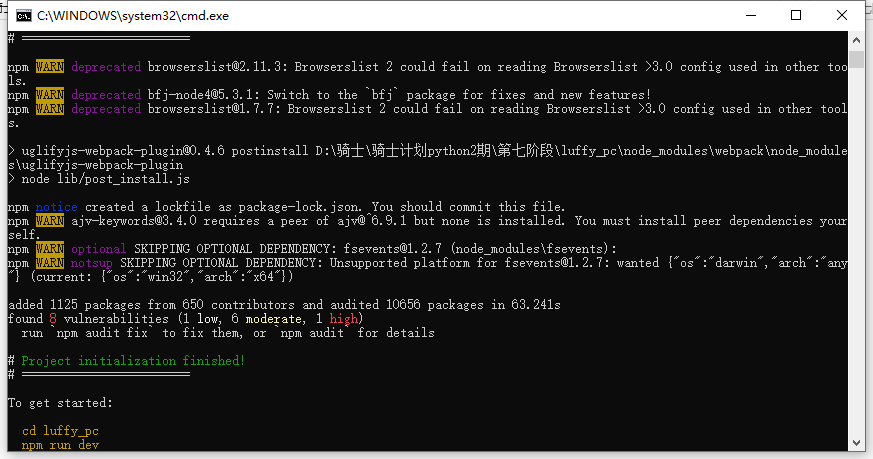 C:\WINDOWS\system32\cmd.exe
# ========================
npm WARN deprecated browserslist@2.11.3: Browserslist 2 could fail on reading Browserslist >3.0 config used in other too
ls.
npm WARN deprecated bfj-node4@5.3.1: Switch to the `bfj` package for fixes and new features!
npm WARN deprecated browserslist@1.7.7: Browserslist 2 could fail on reading Browserslist >3.0 config used in other tool
s.
> uglifyjs-webpack-plugin@0.4.6 postinstall D:\骑士\骑士计划python2期\第七阶段\luffy_pc\node_modules\webpack\node_module
s\uglifyjs-webpack-plugin
> node lib/post_install.js
npm notice created a lockfile as package-lock.json. You should commit this file.
npm WARN ajv-keywords@3.4.0 requires a peer of ajv@^6.9.1 but none is installed. You must install peer dependencies your
self.
npm WARN optional SKIPPING OPTIONAL DEPENDENCY: fsevents@1.2.7 (node_modules\fsevents):
npm WARN notsup SKIPPING OPTIONAL DEPENDENCY: Unsupported platform for fsevents@1.2.7: wanted {"os":"darwin","arch":"any
"} (current: {"os":"win32","arch":"x64"})
added 1125 packages from 650 contributors and audited 10656 packages in 63.241s
found 8 vulnerabilities (1 low, 6 moderate, 1 high)
run `npm audit fix` to fix them, or `npm audit` for details
# Project initialization finished!
# ========================
To get started:
cd luffy_pc
npm run dev